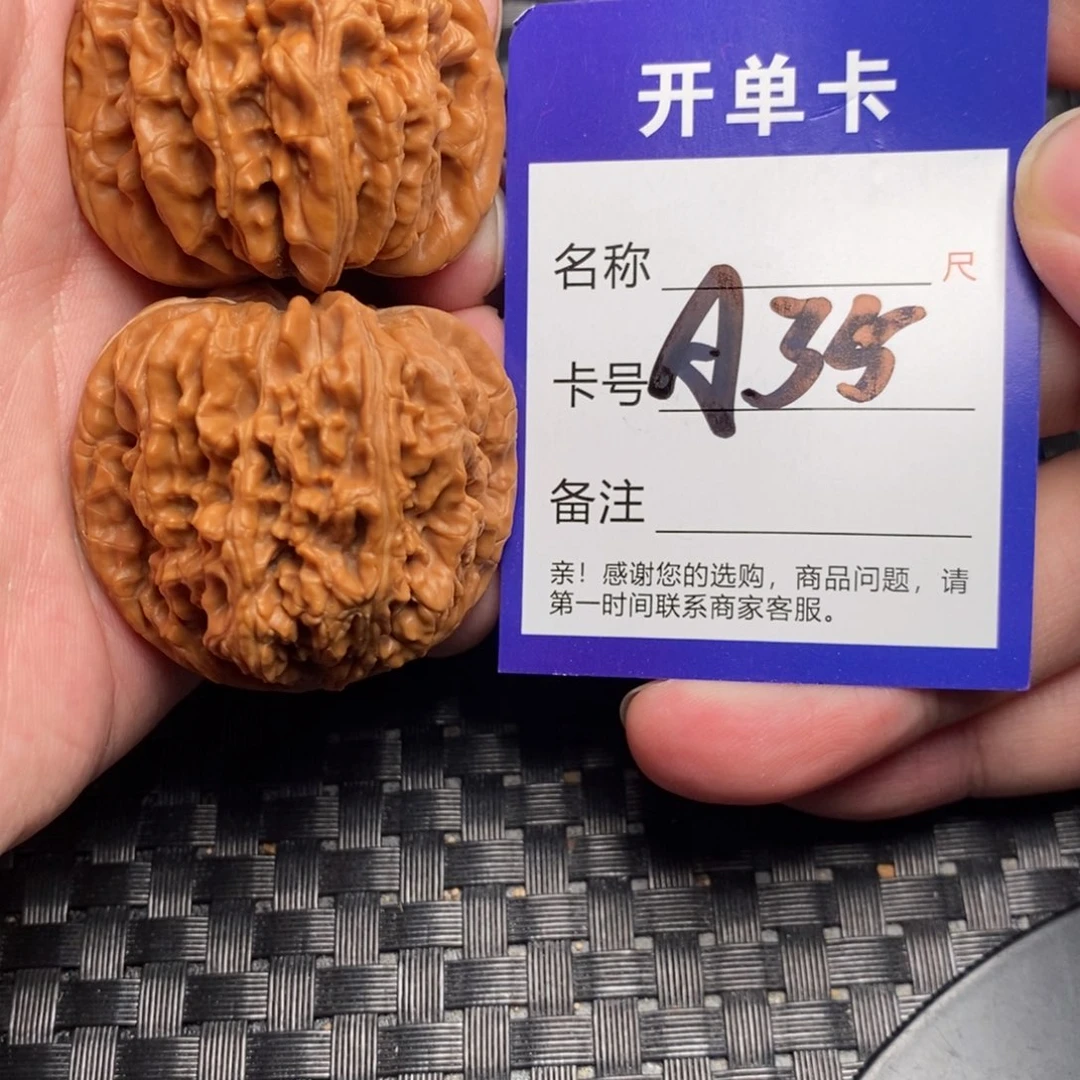 开单卡
名称 尺
卡号 A35
备注
亲！感谢您的选购，商品问题，请
第一时间联系商家客服。